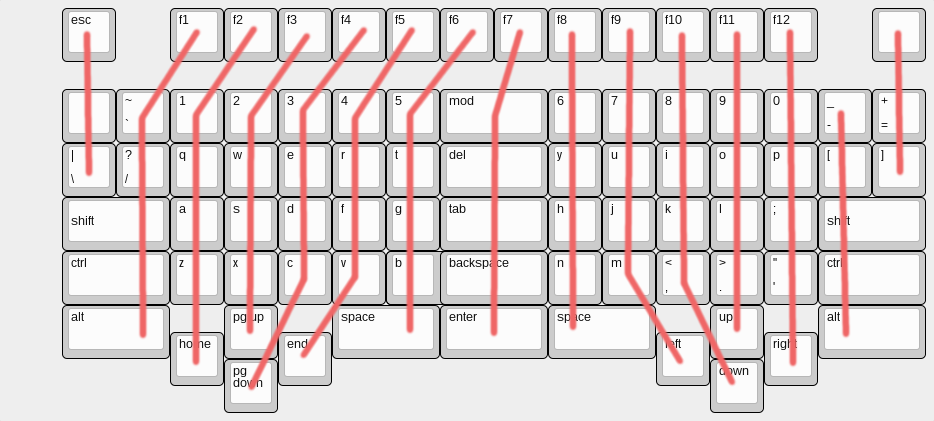 esc f1 f2 f3 f4 f5 f6 f7 f8 f9 f10 f11 f12
~ 1 2 3 4 5 mod 6 7 8 9 0 _ +
` - =
| ? q w e r t del y u i o p [ ]
\ /
shift a s d f g tab h j k l ; shift
ctrl z x c v b backspace n m < > " ctrl
, . '
alt pg up space enter space up alt
home end left right
pg down
down